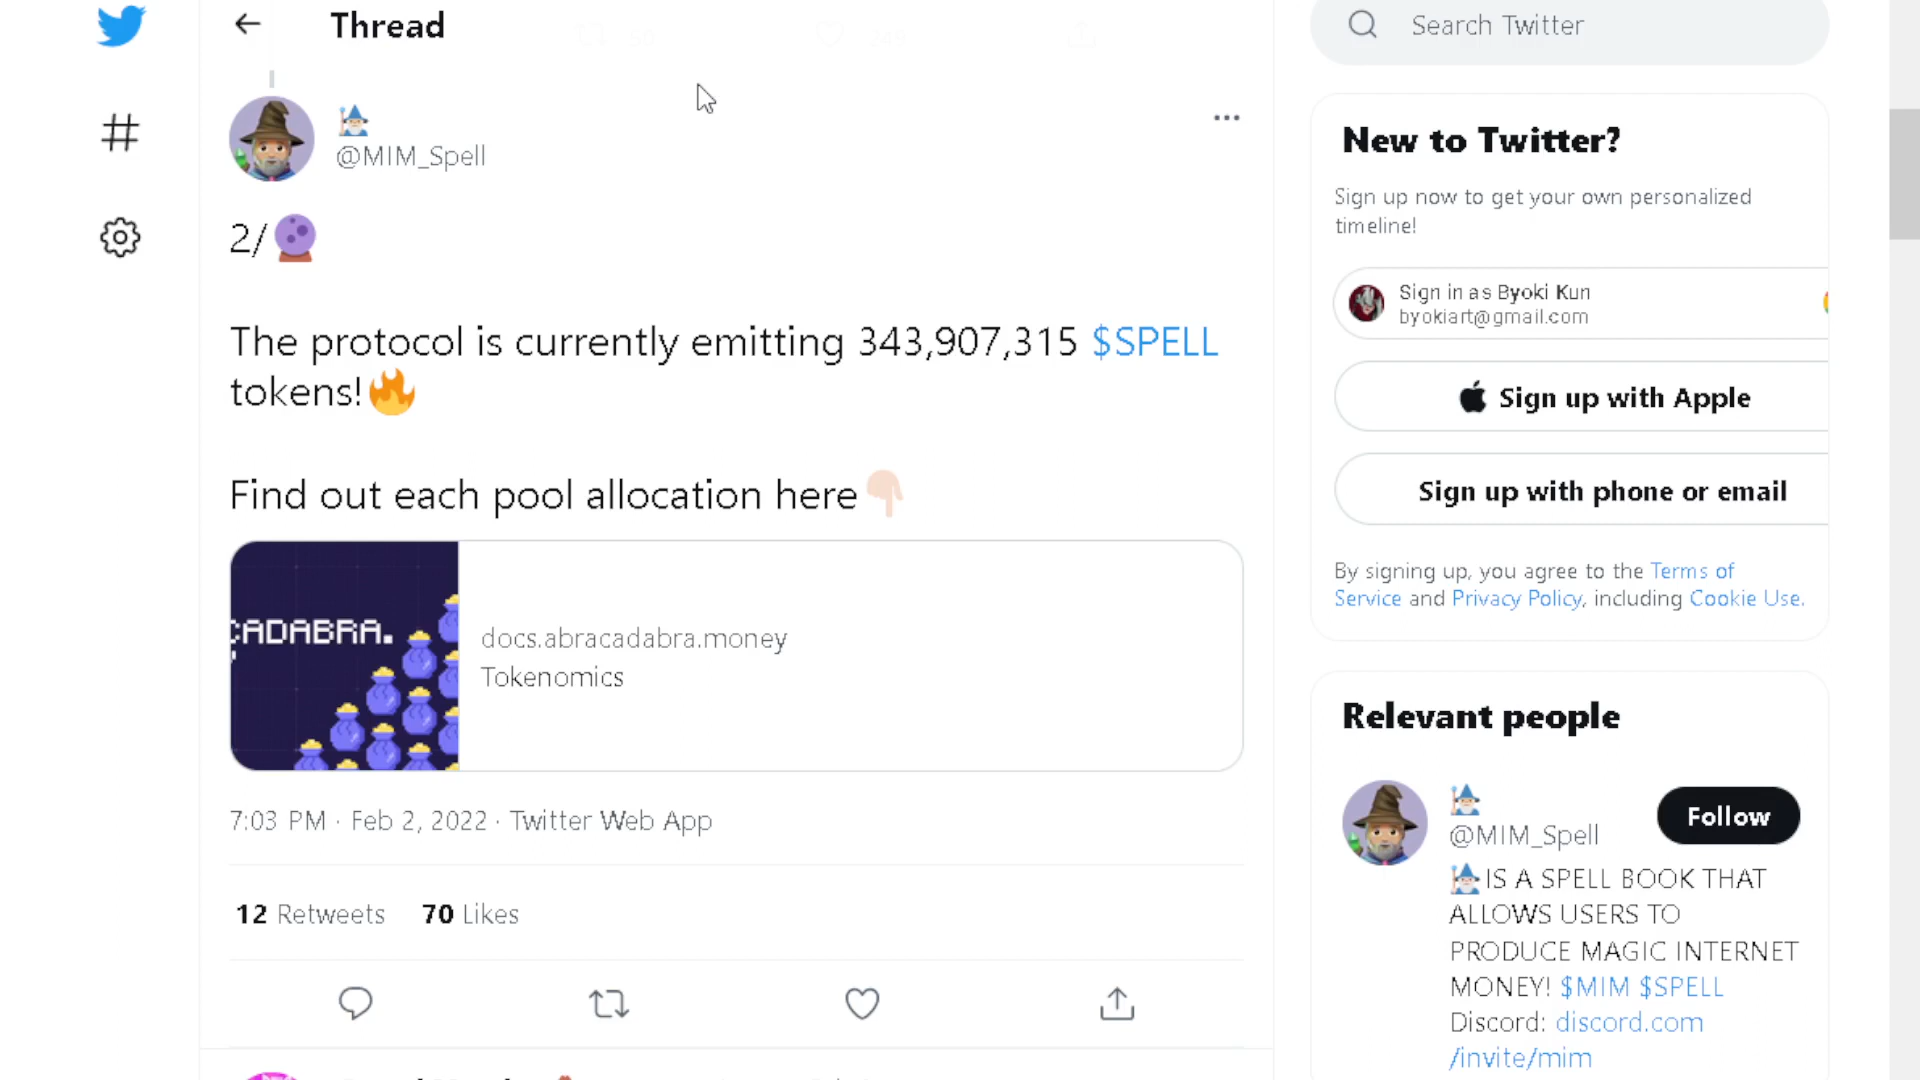 Thread
@MIM_Spell
2/
The protocol is currently emitting 343,907,315 $SPELL
tokens!
Find out each pool allocation here
CADABRA.
docs.abracadabra.money
Tokenomics
7:03 PM · Feb 2, 2022 · Twitter Web App
12 Retweets 70 Likes
Search Twitter
New to Twitter?
Sign up now to get your own personalized
timeline!
Sign in as Byoki Kun
byokiart@gmail.com
Sign up with Apple
Sign up with phone or email
By signing up, you agree to the Terms of
Service and Privacy Policy, including Cookie Use.
Relevant people
@MIM_Spell
Follow
IS A SPELL BOOK THAT
ALLOWS USERS TO
PRODUCE MAGIC INTERNET
MONEY! $MIM $SPELL
Discord: discord.com
/invite/mim